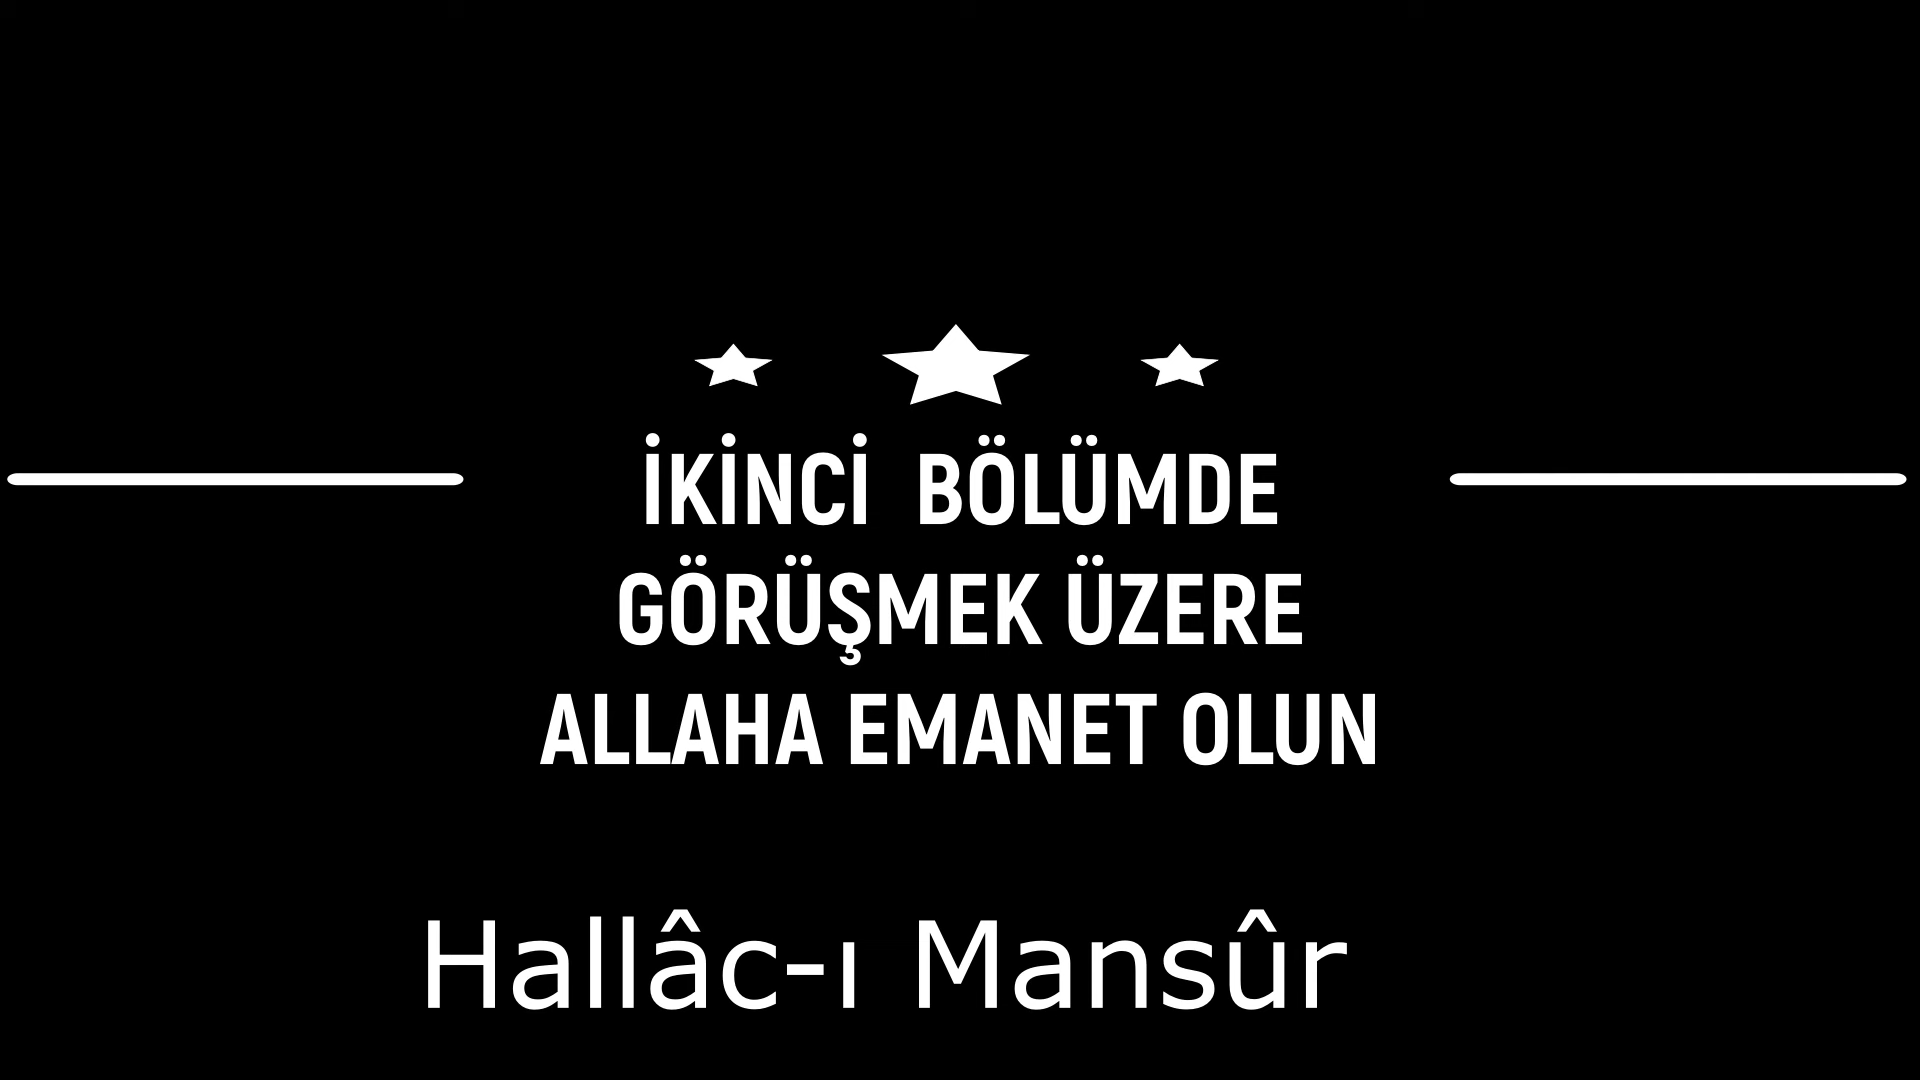 İKİNCİ BÖLÜMDE
GÖRÜŞMEK ÜZERE
ALLAHA EMANET OLUN
Hallâc-ı Mansûr